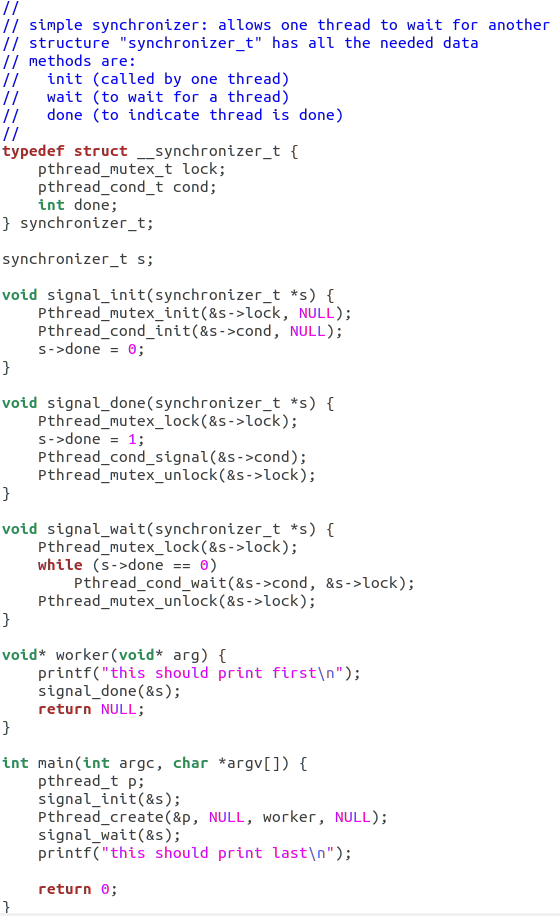 //
// simple synchronizer: allows one thread to wait for another
// structure "synchronizer_t" has all the needed data
// methods are:
//   init (called by one thread)
//   wait (to wait for a thread)
//   done (to indicate thread is done)
//
typedef struct __synchronizer_t {
    pthread_mutex_t lock;
    pthread_cond_t cond;
    int done;
} synchronizer_t;

synchronizer_t s;

void signal_init(synchronizer_t *s) {
    Pthread_mutex_init(&s->lock, NULL);
    Pthread_cond_init(&s->cond, NULL);
    s->done = 0;
}

void signal_done(synchronizer_t *s) {
    Pthread_mutex_lock(&s->lock);
    s->done = 1;
    Pthread_cond_signal(&s->cond);
    Pthread_mutex_unlock(&s->lock);
}

void signal_wait(synchronizer_t *s) {
    Pthread_mutex_lock(&s->lock);
    while (s->done == 0)
        Pthread_cond_wait(&s->cond, &s->lock);
    Pthread_mutex_unlock(&s->lock);
}

void* worker(void* arg) {
    printf("this should print first\n");
    signal_done(&s);
    return NULL;
}

int main(int argc, char *argv[]) {
    pthread_t p;
    signal_init(&s);
    Pthread_create(&p, NULL, worker, NULL);
    signal_wait(&s);
    printf("this should print last\n");

    return 0;
}